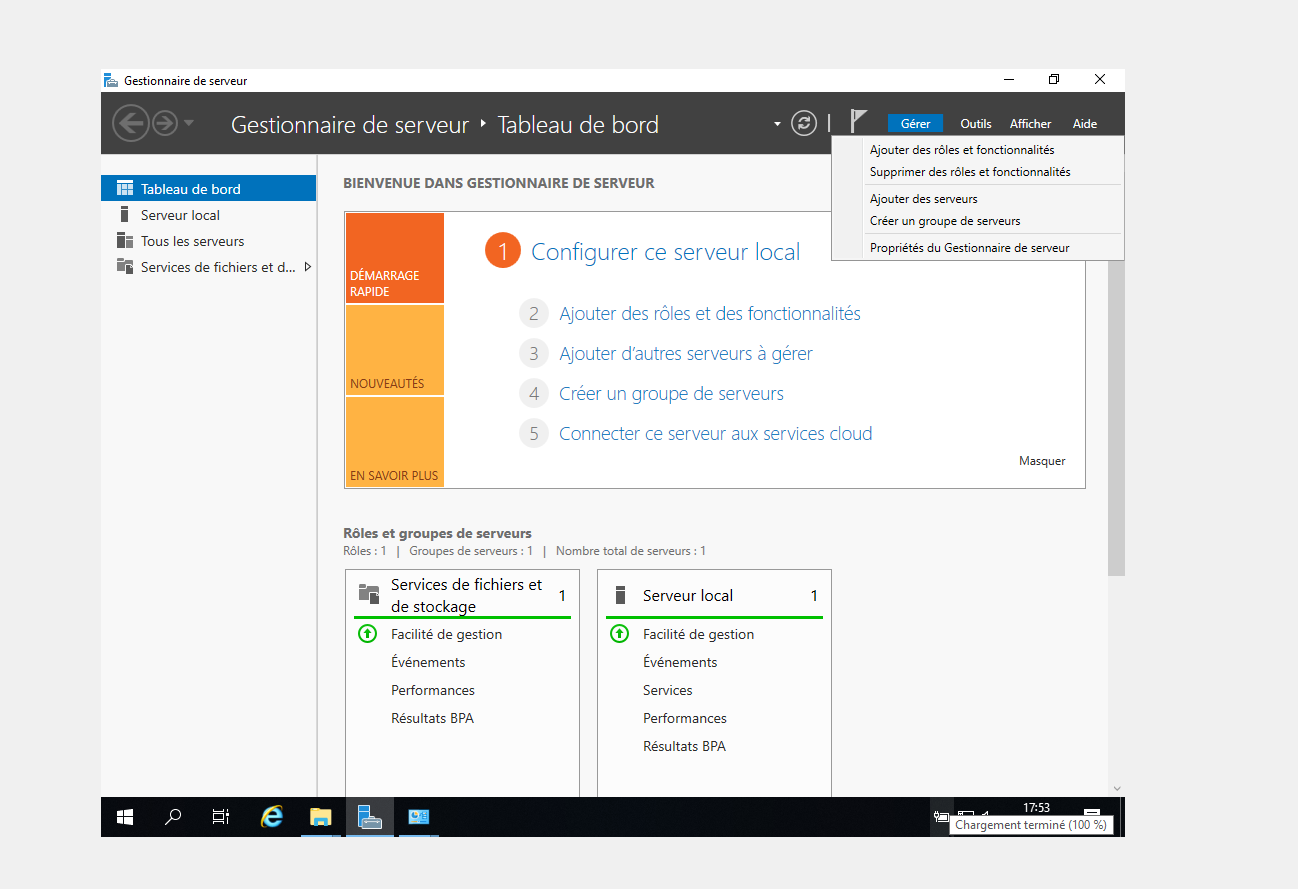 Gestionnaire de serveur
Gestionnaire de serveur ‣ Tableau de bord
Gérer Outils Afficher Aide
Ajouter des rôles et fonctionnalités
Supprimer des rôles et fonctionnalités
Ajouter des serveurs
Créer un groupe de serveurs
Propriétés du Gestionnaire de serveur
Tableau de bord
Serveur local
Tous les serveurs
Services de fichiers et d...
BIENVENUE DANS GESTIONNAIRE DE SERVEUR
DÉMARRAGE
RAPIDE
NOUVEAUTÉS
EN SAVOIR PLUS
1 Configurer ce serveur local
2 Ajouter des rôles et des fonctionnalités
3 Ajouter d’autres serveurs à gérer
4 Créer un groupe de serveurs
5 Connecter ce serveur aux services cloud
Masquer
Rôles et groupes de serveurs
Rôles : 1 | Groupes de serveurs : 1 | Nombre total de serveurs : 1
Services de fichiers et
de stockage 1
Facilité de gestion
Événements
Performances
Résultats BPA
Serveur local 1
Facilité de gestion
Événements
Services
Performances
Résultats BPA
17:53
Chargement terminé (100 %)